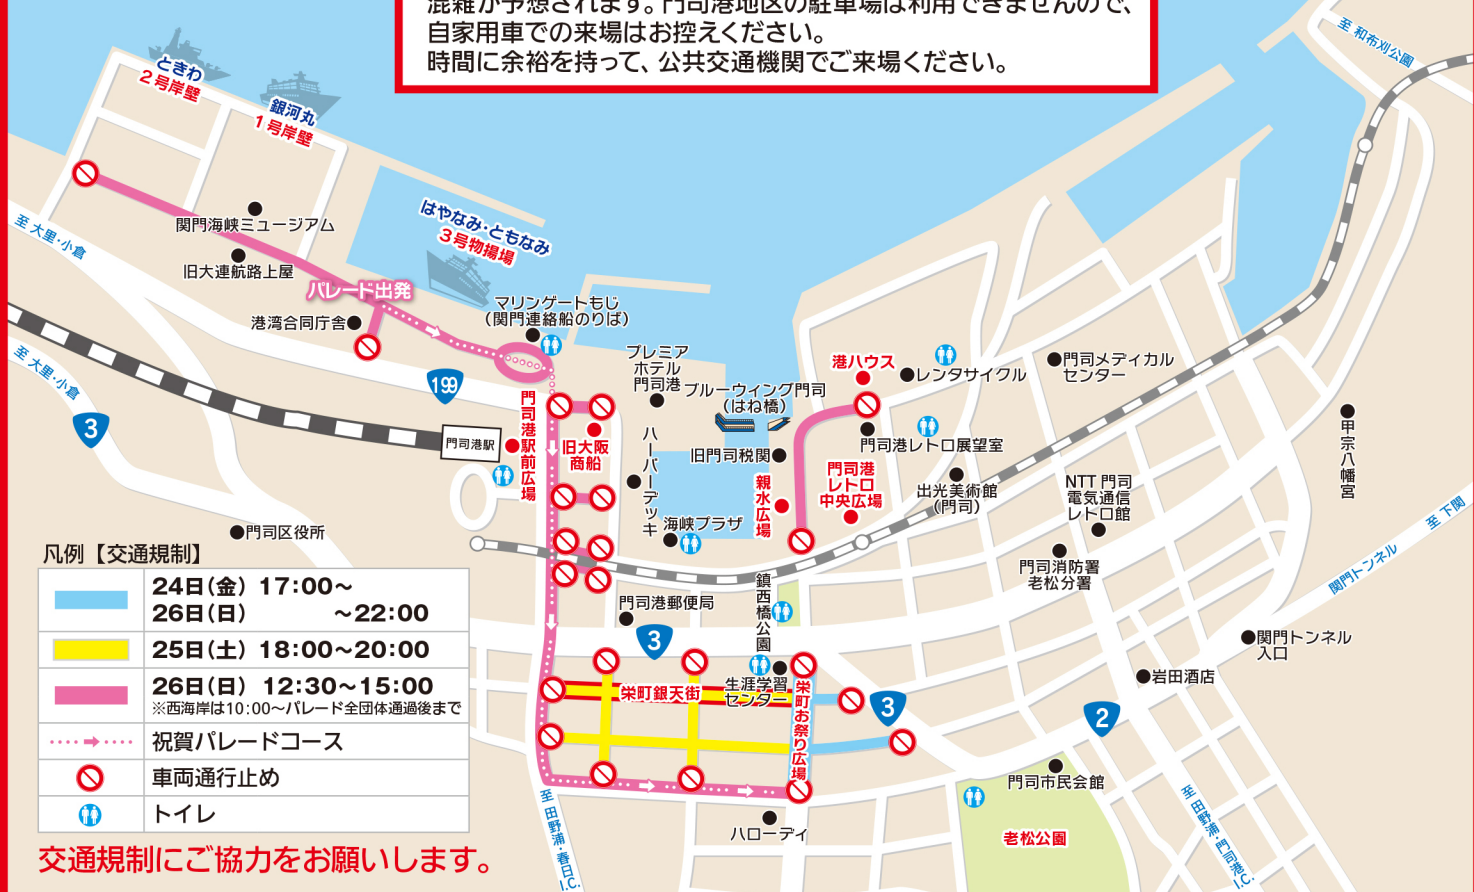 混雑が予想されます。門司港地区の駐車場は利用できませんので、
自家用車での来場はお控えください。
時間に余裕を持って、公共交通機関でご来場ください。
至 和布刈公園
ときわ
2号岸壁
銀河丸
1号岸壁
関門海峡ミュージアム
はやなみ・ともなみ
3号物揚場
至 大里・小倉
旧大連航路上屋
パレード出発
マリンゲートもじ
（関門連絡船のりば）
港湾合同庁舎
至 大里・小倉
199
3
プレミア
ホテル
門司港
ブルーウィング門司
（はね橋）
港ハウス
レンタサイクル
門司メディカル
センター
門司港駅
門司港駅前広場
旧大阪
商船
ハーバーデッキ
旧門司税関
門司港レトロ展望室
門司港
レトロ
中央広場
親水広場
出光美術館
（門司）
NTT 門司
電気通信
レトロ館
甲宗八幡宮
至 下関
海峡プラザ
門司区役所
門司消防署
老松分署
関門トンネル
鎮西橋公園
門司港郵便局
3
関門トンネル
入口
岩田酒店
生涯学習
センター
栄町銀天街
栄町お祭り広場
3
2
門司市民会館
老松公園
ハローデイ
至 田野浦・春日I.C.
至 田野浦・門司港I.C.
凡例【交通規制】
24日(金) 17:00～
26日(日) ～22:00
25日(土) 18:00～20:00
26日(日) 12:30～15:00
※西海岸は10:00～パレード全団体通過後まで
祝賀パレードコース
車両通行止め
トイレ
交通規制にご協力をお願いします。